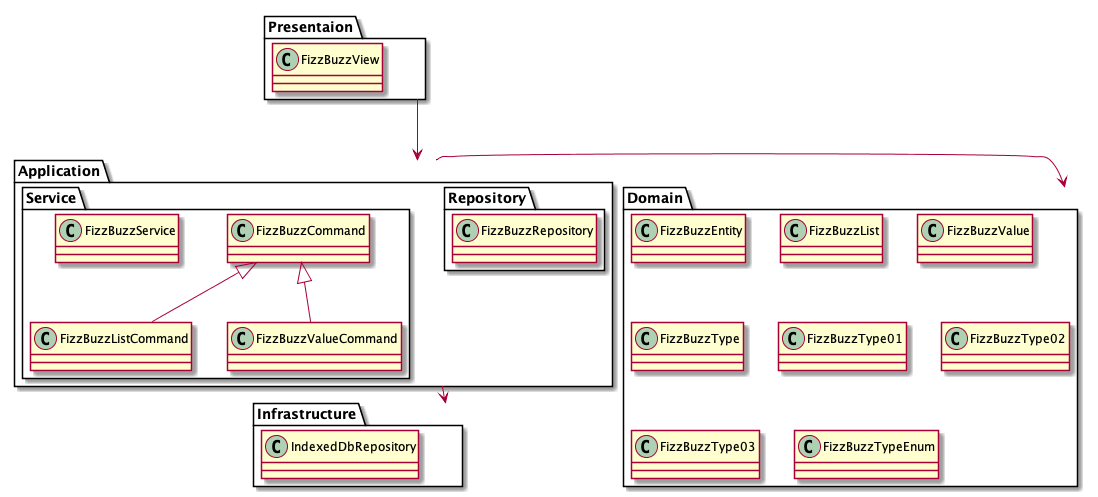 Presentaion
C FizzBuzzView
Application
Service
C FizzBuzzService
C FizzBuzzCommand
C FizzBuzzListCommand
C FizzBuzzValueCommand
Repository
C FizzBuzzRepository
Domain
C FizzBuzzEntity
C FizzBuzzList
C FizzBuzzValue
C FizzBuzzType
C FizzBuzzType01
C FizzBuzzType02
C FizzBuzzType03
C FizzBuzzTypeEnum
Infrastructure
C IndexedDbRepository